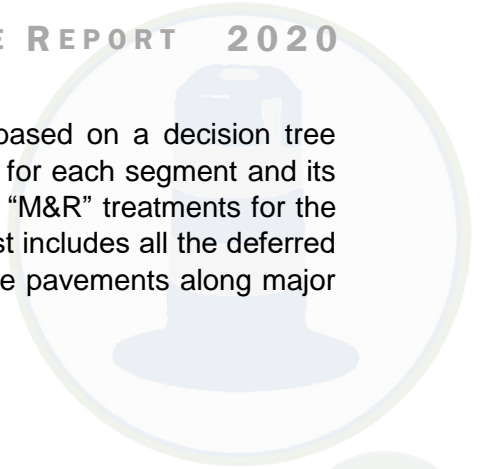 E REPORT 2020
based on a decision tree
for each segment and its
“M&R” treatments for the
st includes all the deferred
e pavements along major